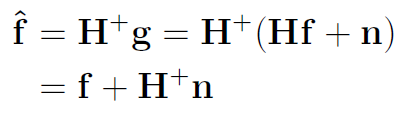 f̂ = H⁺g = H⁺(Hf + n)
= f + H⁺n